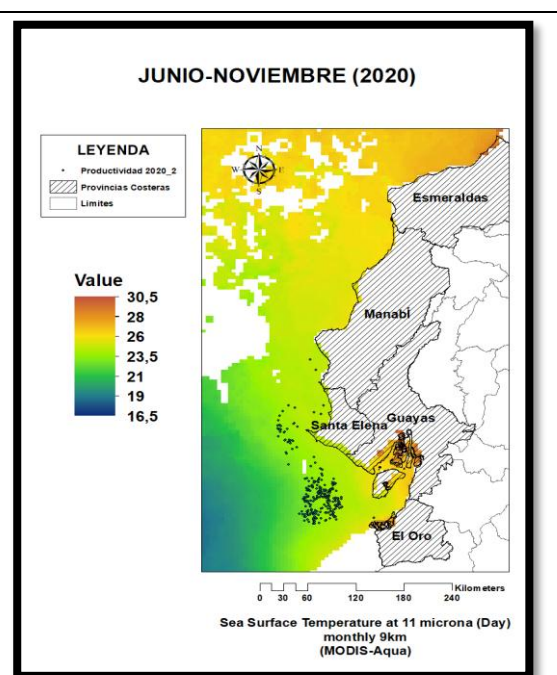 JUNIO-NOVIEMBRE (2020)
LEYENDA
Productividad 2020_2
Provincias Costeras
Limites
N
W E
S
Esmeraldas
Manabí
Guayas
Santa Elena
El Oro
Value
30,5
28
26
23,5
21
19
16,5
Kilometers
0 30 60 120 180 240
Sea Surface Temperature at 11 microna (Day)
monthly 9km
(MODIS-Aqua)